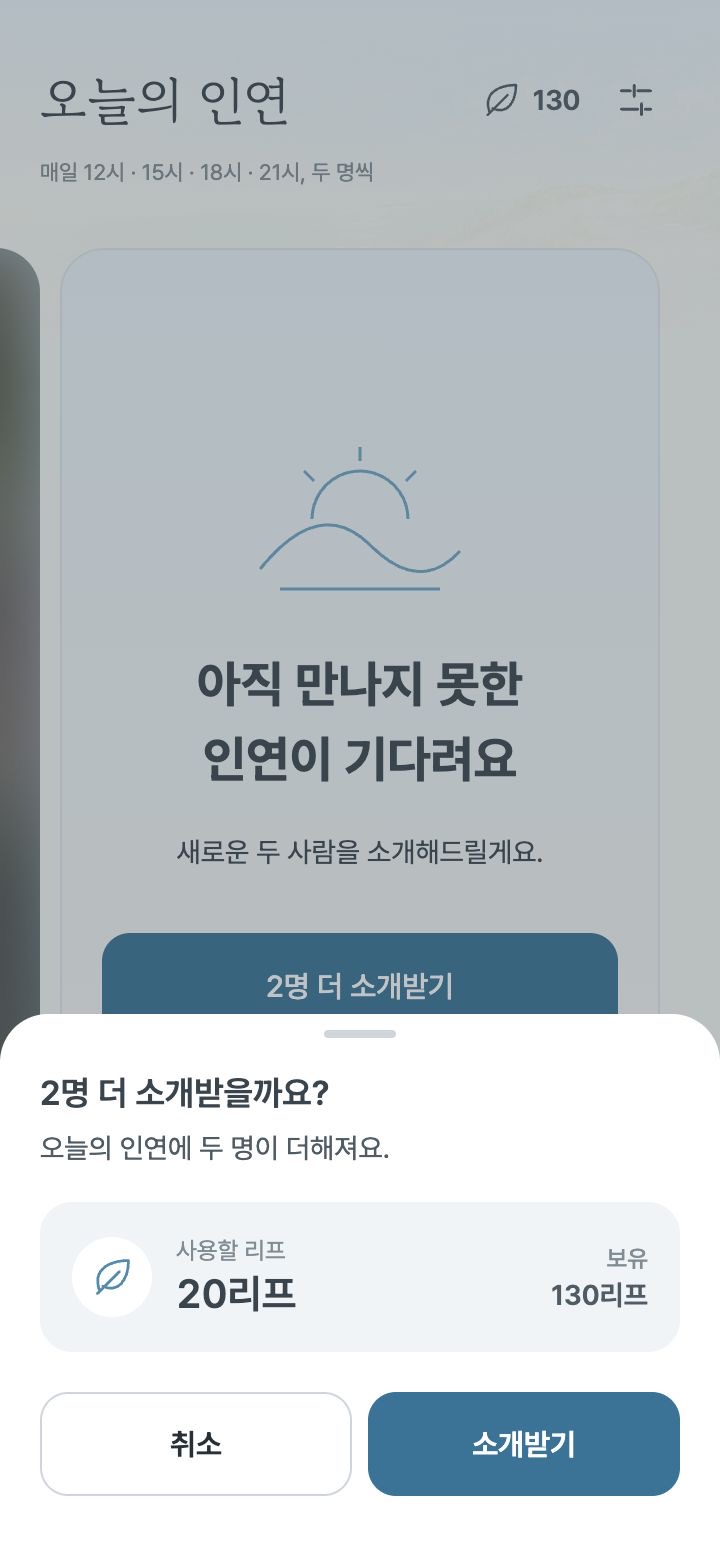 오늘의 인연
130
매일 12시 · 15시 · 18시 · 21시, 두 명씩
아직 만나지 못한
인연이 기다려요
새로운 두 사람을 소개해드릴게요.
2명 더 소개받기
2명 더 소개받을까요?
오늘의 인연에 두 명이 더해져요.
사용할 리프
20리프
보유
130리프
취소
소개받기